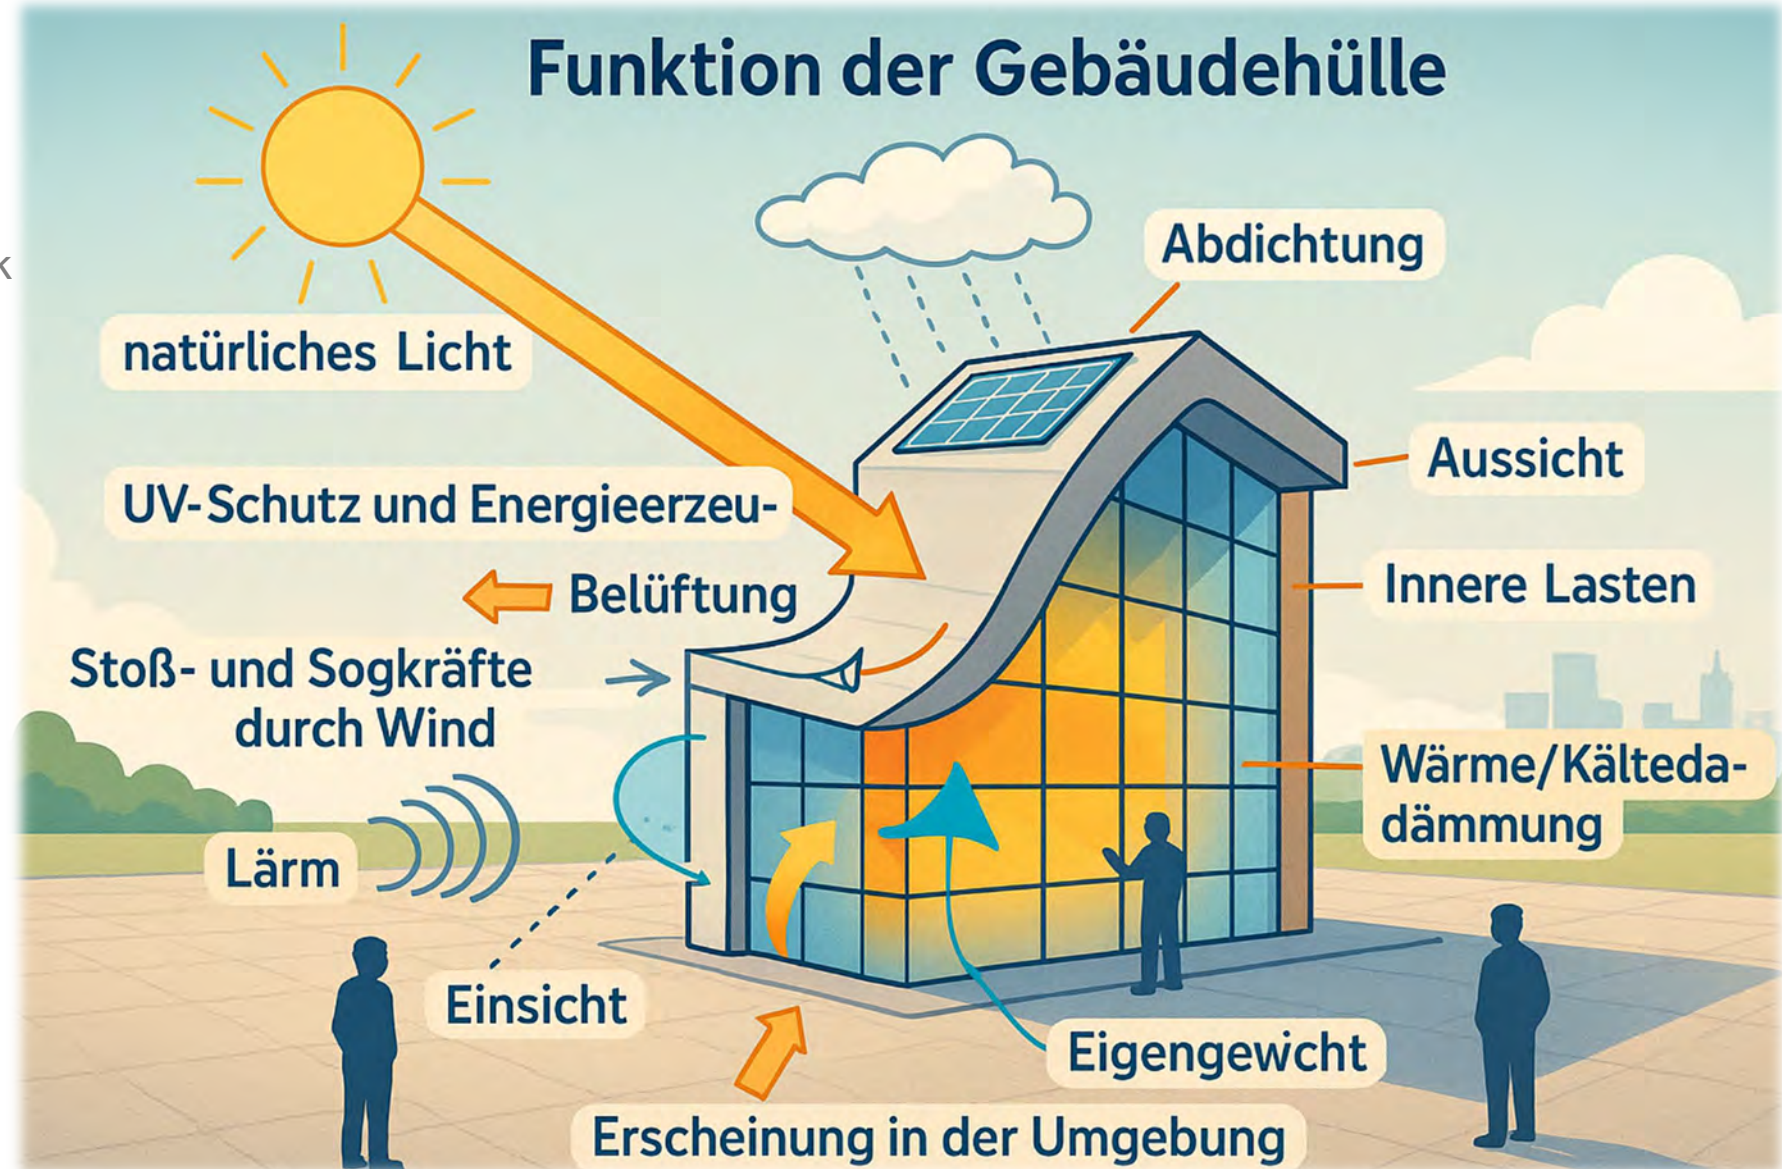 Funktion der Gebäudehülle
Abdichtung
k
natürliches Licht
Aussicht
UV-Schutz und Energieerzeu-
Belüftung
Innere Lasten
Stoß- und Sogkräfte
durch Wind
Wärme/Kälteda-
dämmung
Lärm
Einsicht
Eigengewicht
Erscheinung in der Umgebung